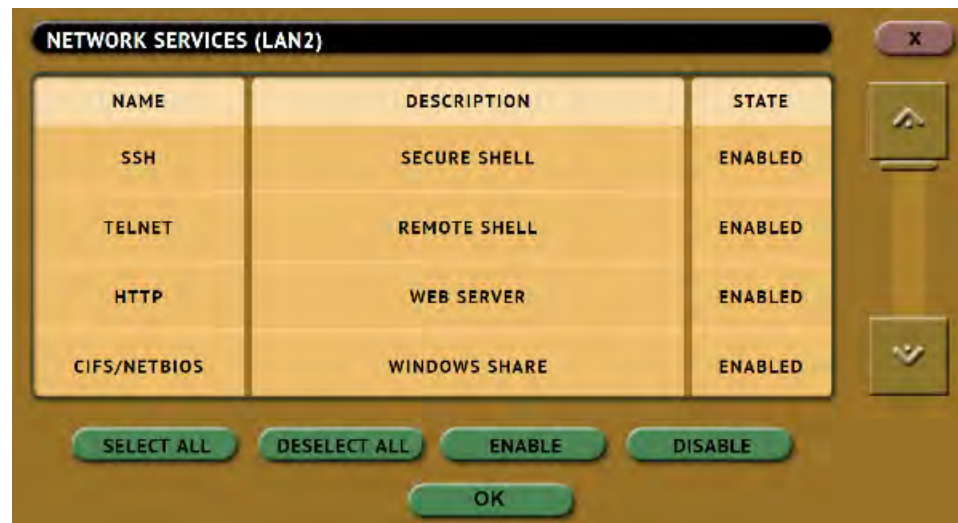 NETWORK SERVICES (LAN2)
X
NAME DESCRIPTION STATE
SSH SECURE SHELL ENABLED
TELNET REMOTE SHELL ENABLED
HTTP WEB SERVER ENABLED
CIFS/NETBIOS WINDOWS SHARE ENABLED
SELECT ALL DESELECT ALL ENABLE DISABLE
OK